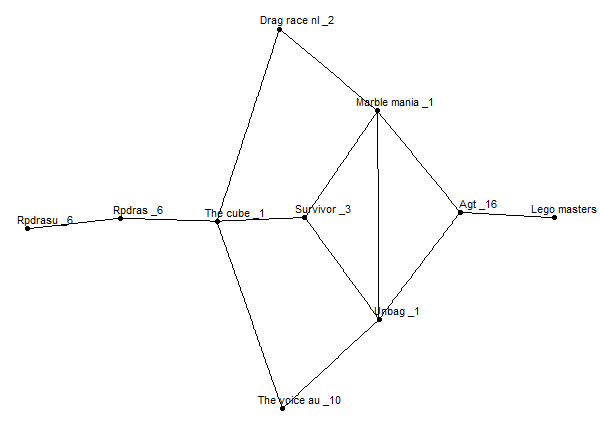 Drag race nl _2
Marble mania _1
Rpdrasu _6
Rpdras _6
The cube _1
Survivor _3
Agt _16
Lego masters
Unbag _1
The voice au _10